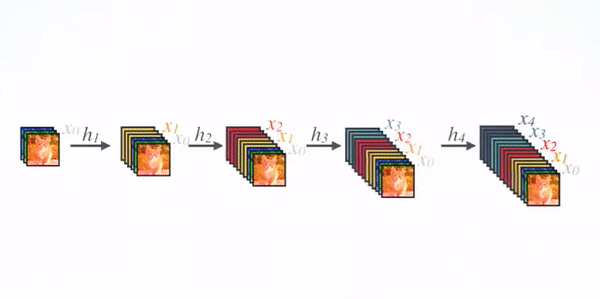 x₀ h₁ x₁ x₀ h₂ x₂ x₁ x₀ h₃ x₃ x₂ x₁ x₀ h₄ x₄ x₃ x₂ x₁ x₀